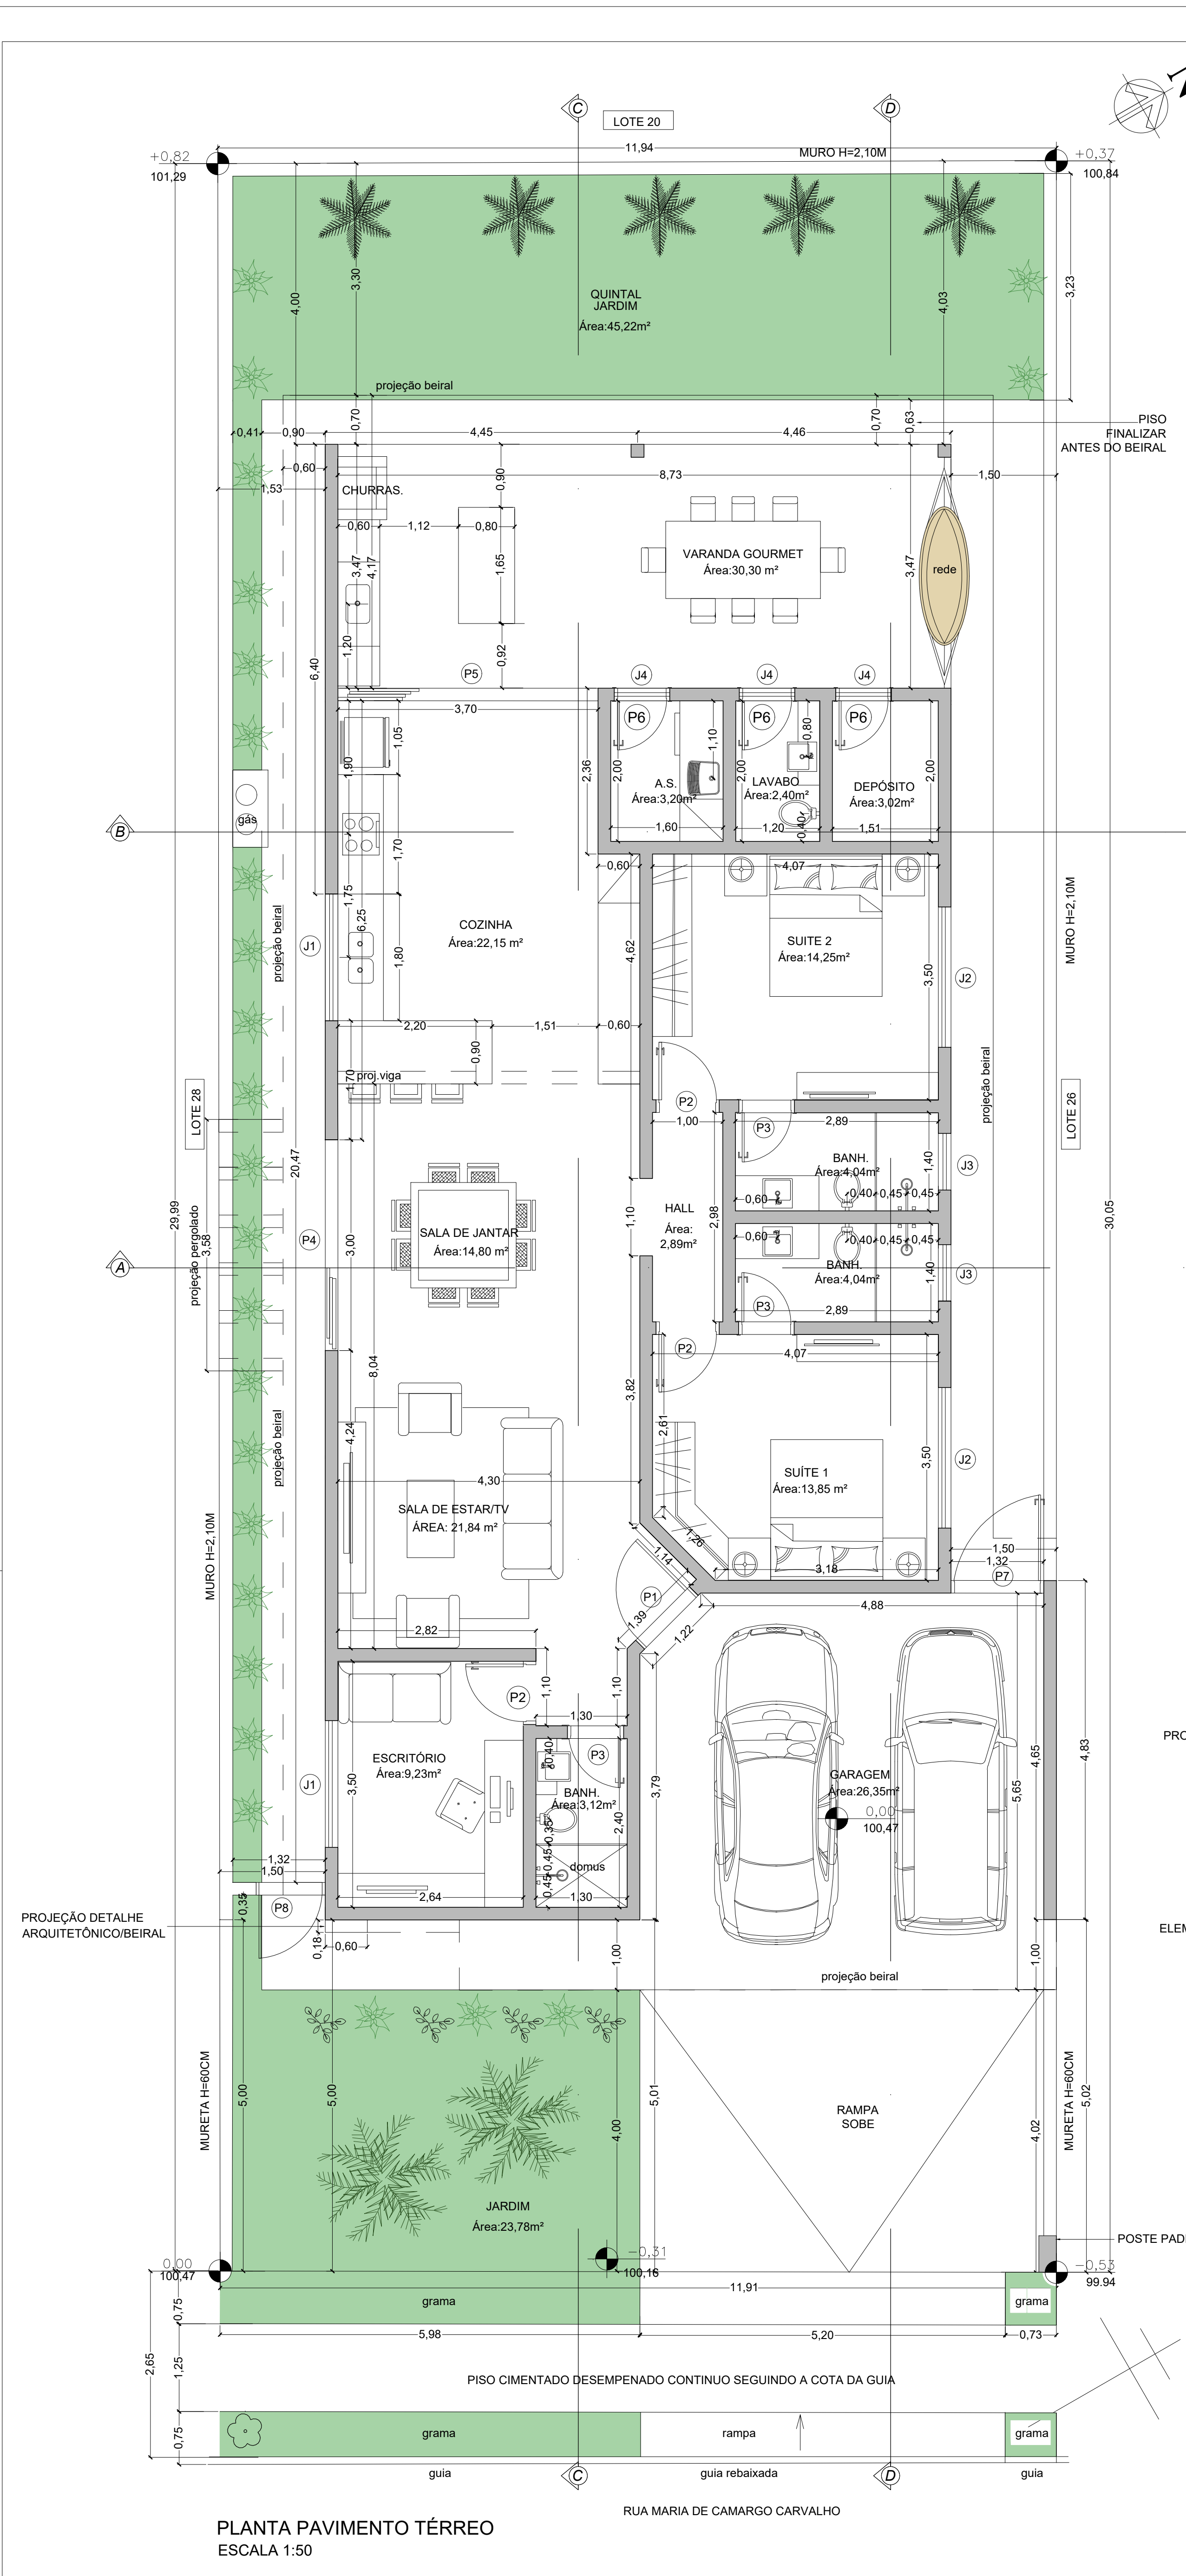 C
D
LOTE 20
11,94
MURO H=2,10M
+0,82
101,29
+0,37
100,84
4,00
3,30
QUINTAL
JARDIM
Área:45,22m²
4,03
3,23
projeção beiral
0,70
0,70
0,63
PISO
FINALIZAR
ANTES DO BEIRAL
0,41
0,90
4,45
4,46
0,60
1,53
8,73
1,50
CHURRAS.
0,90
0,60
1,12
0,80
3,47
4,17
1,65
VARANDA GOURMET
Área:30,30 m²
3,47
rede
1,20
0,92
6,40
P5
J4
J4
J4
3,70
P6
P6
P6
1,05
1,90
2,36
2,00
1,10
2,00
0,80
2,00
A.S.
Área:3,20m²
LAVABO
Área:2,40m²
DEPÓSITO
Área:3,02m²
gás
1,60
1,20
0,40
1,51
B
1,70
0,60
4,07
1,75
6,25
COZINHA
Área:22,15 m²
4,62
SUITE 2
Área:14,25m²
3,50
J1
J2
projeção beiral
MURO H=2,10M
1,80
2,20
1,51
0,60
0,90
proj.viga
1,70
projeção beiral
LOTE 28
LOTE 26
P2
1,00
P3
2,89
BANH.
Área:4,04m²
1,40
J3
0,60
0,40
0,45
0,45
20,47
29,99
30,05
3,58
projeção pergolado
HALL
Área:
2,89m²
1,10
2,98
SALA DE JANTAR
Área:14,80 m²
P4
3,00
0,60
0,40
0,45
0,45
BANH.
Área:4,04m²
1,40
J3
A
P3
2,89
P2
4,07
8,04
3,82
2,61
4,24
projeção beiral
4,30
SUÍTE 1
Área:13,85 m²
3,50
J2
SALA DE ESTAR/TV
ÁREA: 21,84 m²
MURO H=2,10M
1,26
1,14
3,18
1,50
1,32
P7
P1
4,88
1,39
1,22
2,82
1,10
1,10
P2
1,30
P3
0,40
ESCRITÓRIO
Área:9,23m²
J1
3,50
BANH.
Área:3,12m²
0,35
0,45
0,45
2,40
domus
3,79
GARAGEM
Área:26,35m²
0,00
100,47
4,65
5,65
4,83
PRO
1,32
1,50
2,64
1,30
0,35
P8
PROJEÇÃO DETALHE
ARQUITETÔNICO/BEIRAL
0,18
0,60
1,00
1,00
ELEM
projeção beiral
MURETA H=60CM
5,00
5,00
4,00
5,01
RAMPA
SOBE
4,02
MURETA H=60CM
5,02
JARDIM
Área:23,78m²
POSTE PAD
0,00
100,47
-0,31
100,16
-0,53
99.94
11,91
0,75
grama
grama
5,98
5,20
0,73
2,65
1,25
PISO CIMENTADO DESEMPENADO CONTINUO SEGUINDO A COTA DA GUIA
0,75
grama
rampa
grama
guia
guia rebaixada
guia
C
D
RUA MARIA DE CAMARGO CARVALHO
PLANTA PAVIMENTO TÉRREO
ESCALA 1:50